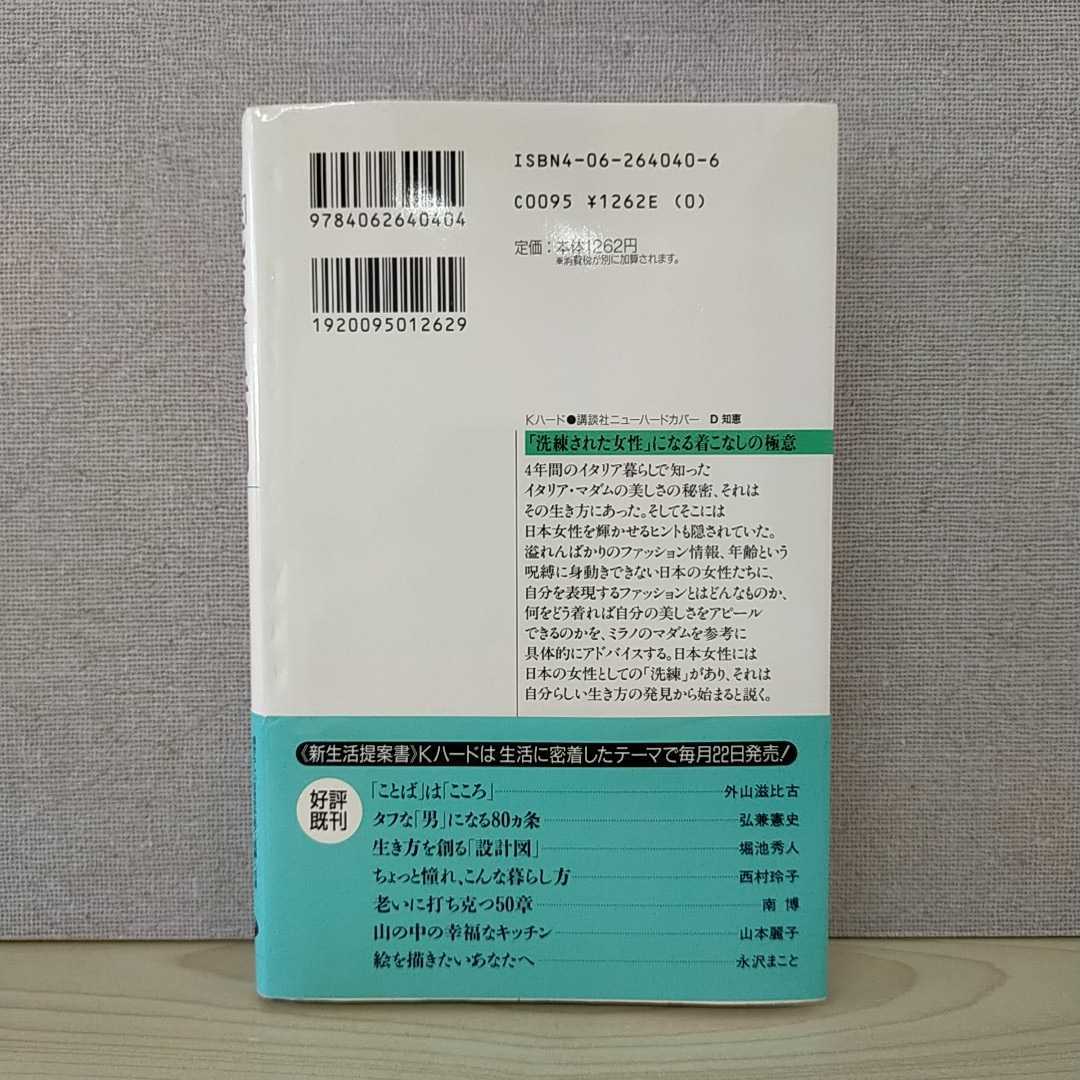 ISBN4-06-264040-6
9784062640404
C0095 ¥1262E (0)
定価：本体1262円
※消費税が別に加算されます。
1920095012629
Kハード●講談社ニューハードカバー D 知恵
「洗練された女性」になる着こなしの極意
4年間のイタリア暮らしで知った
イタリア・マダムの美しさの秘密、それは
その生き方にあった。そしてそこには
日本女性を輝かせるヒントも隠されていた。
溢れんばかりのファッション情報、年齢という
呪縛に身動きできない日本の女性たちに、
自分を表現するファッションとはどんなものか、
何をどう着れば自分の美しさをアピール
できるのかを、ミラノのマダムを参考に
具体的にアドバイスする。日本女性には
日本の女性としての「洗練」があり、それは
自分らしい生き方の発見から始まると説く。
《新生活提案書》Kハードは生活に密着したテーマで毎月22日発売！
好評
既刊
「ことば」は「こころ」 外山滋比古
タフな「男」になる80ヵ条 弘兼憲史
生き方を創る「設計図」 堀池秀人
ちょっと憧れ、こんな暮らし方 西村玲子
老いに打ち克つ50章 南 博
山の中の幸福なキッチン 山本麗子
絵を描きたいあなたへ 永沢まこと